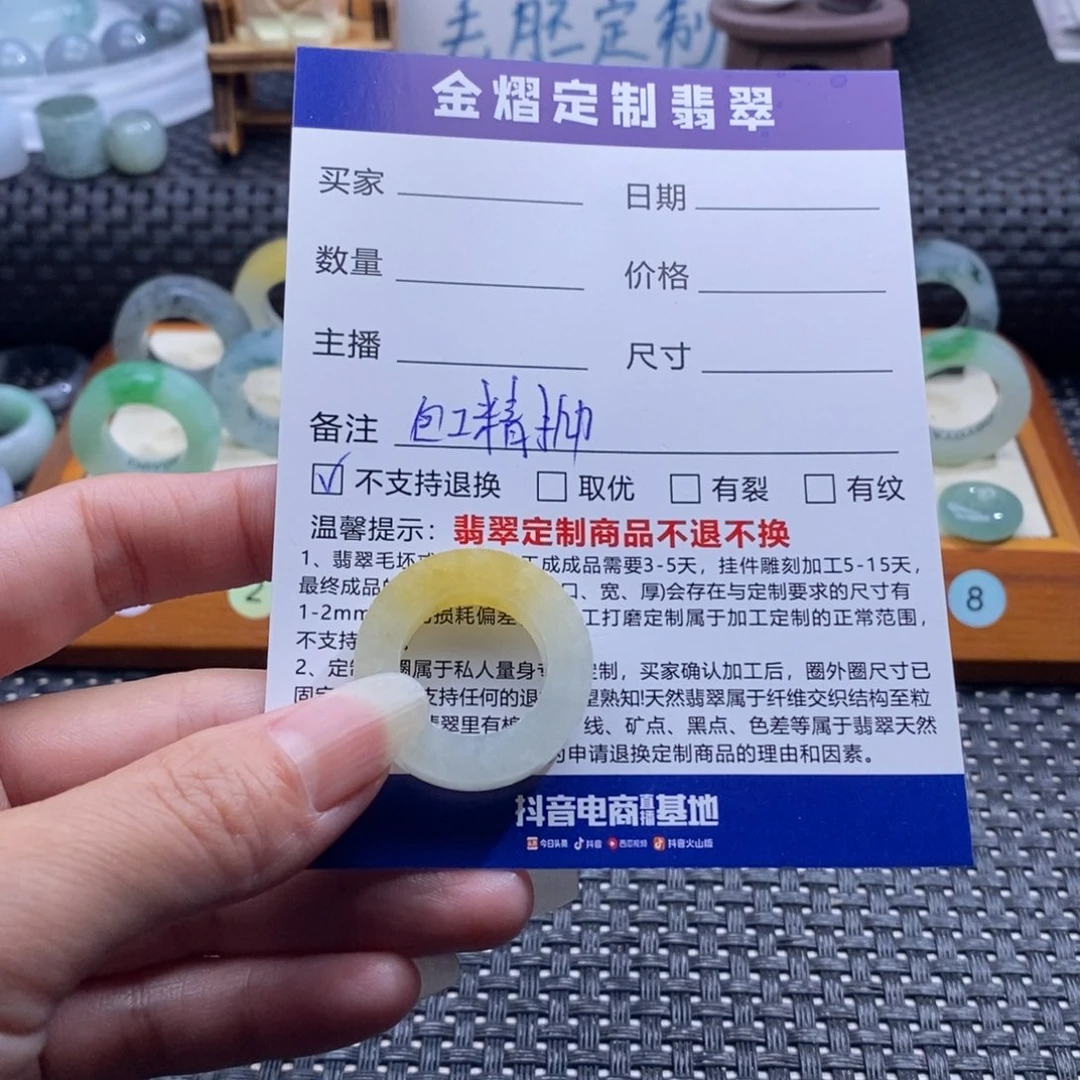 毛胚定制
金熠定制翡翠
买家 日期
数量 价格
主播 尺寸
备注 包工精抛
不支持退换 取优 有裂 有纹
温馨提示：翡翠定制商品不退不换
1、翡翠毛坯 工成成品需要3-5天，挂件雕刻加工5-15天，
最终成品 口、宽、厚)会存在与定制要求的尺寸有
1-2mm 损耗偏差 工打磨定制属于加工定制的正常范围，
不支持
2、定 圈属于私人量身 定制，买家确认加工后，圈外圈尺寸已
固定 支持任何的退 望熟知!天然翡翠属于纤维交织结构至粒
翡翠里有棉 线、矿点、黑点、色差等属于翡翠天然
为申请退换定制商品的理由和因素。
抖音电商直播基地
今日头条 抖音 西瓜视频 抖音火山版
2
8